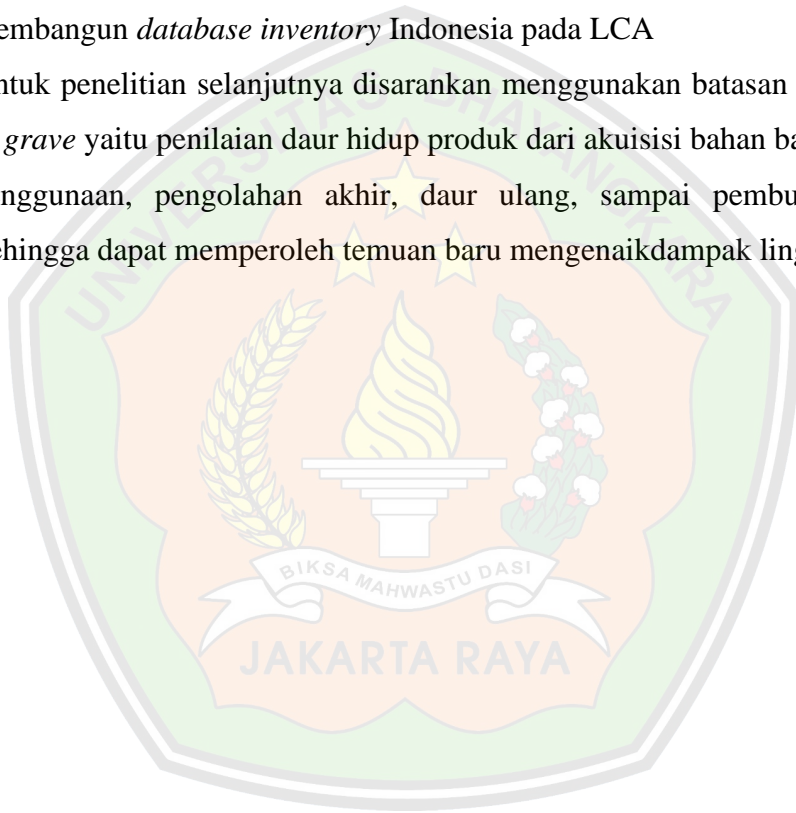 embangun database inventory Indonesia pada LCA
ntuk penelitian selanjutnya disarankan menggunakan batasan
grave yaitu penilaian daur hidup produk dari akuisisi bahan ba
nggunaan, pengolahan akhir, daur ulang, sampai pembu
ehingga dapat memperoleh temuan baru mengenaikdampak ling
UNIVERSITAS BHAYANGKARA
BIKSA MAHWASTU DASI
JAKARTA RAYA